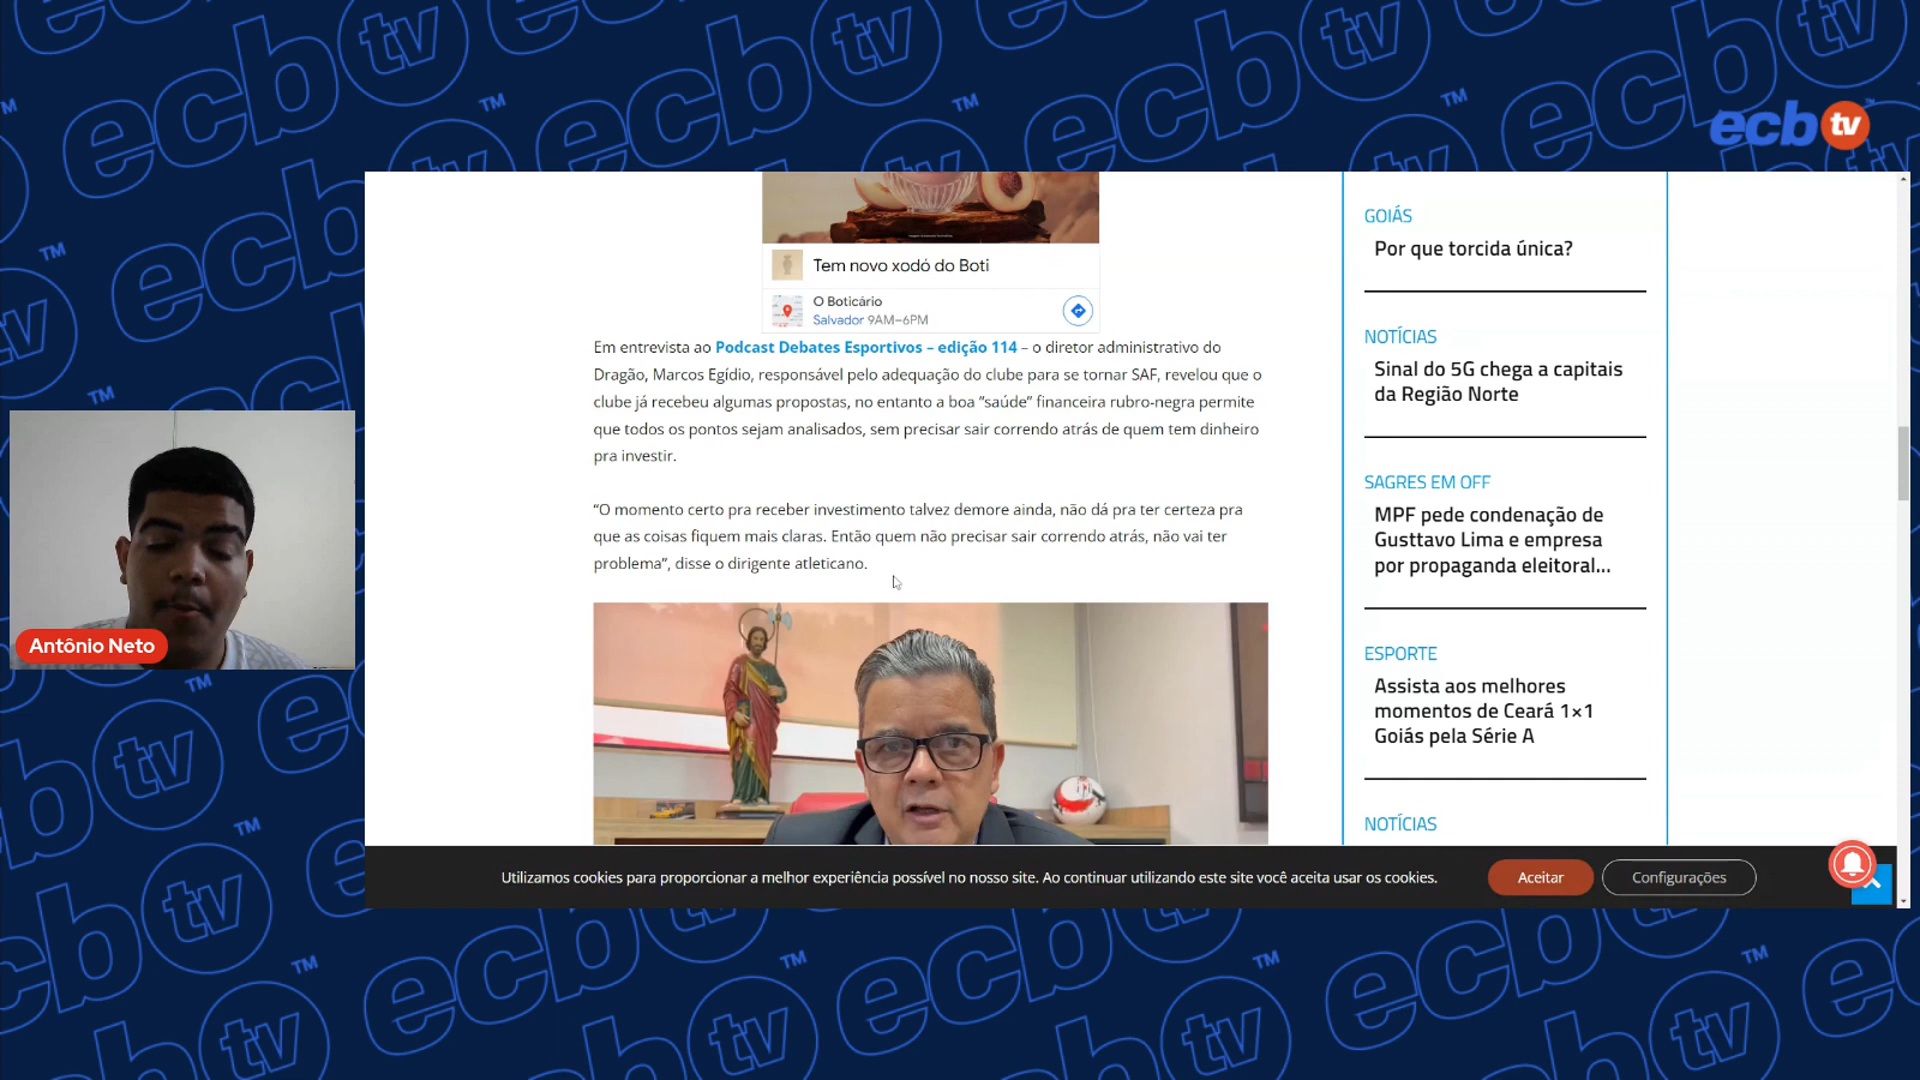 ecb tv
Tem novo xodó do Boti
O Boticário
Salvador 9AM–6PM
Em entrevista ao Podcast Debates Esportivos – edição 114 – o diretor administrativo do
Dragão, Marcos Egídio, responsável pelo adequação do clube para se tornar SAF, revelou que o
clube já recebeu algumas propostas, no entanto a boa “saúde” financeira rubro-negra permite
que todos os pontos sejam analisados, sem precisar sair correndo atrás de quem tem dinheiro
pra investir.
“O momento certo pra receber investimento talvez demore ainda, não dá pra ter certeza pra
que as coisas fiquem mais claras. Então quem não precisar sair correndo atrás, não vai ter
problema”, disse o dirigente atleticano.
GOIÁS
Por que torcida única?
NOTÍCIAS
Sinal do 5G chega a capitais
da Região Norte
SAGRES EM OFF
MPF pede condenação de
Gusttavo Lima e empresa
por propaganda eleitoral...
ESPORTE
Assista aos melhores
momentos de Ceará 1×1
Goiás pela Série A
NOTÍCIAS
Antônio Neto
Utilizamos cookies para proporcionar a melhor experiência possível no nosso site. Ao continuar utilizando este site você aceita usar os cookies.
Aceitar
Configurações